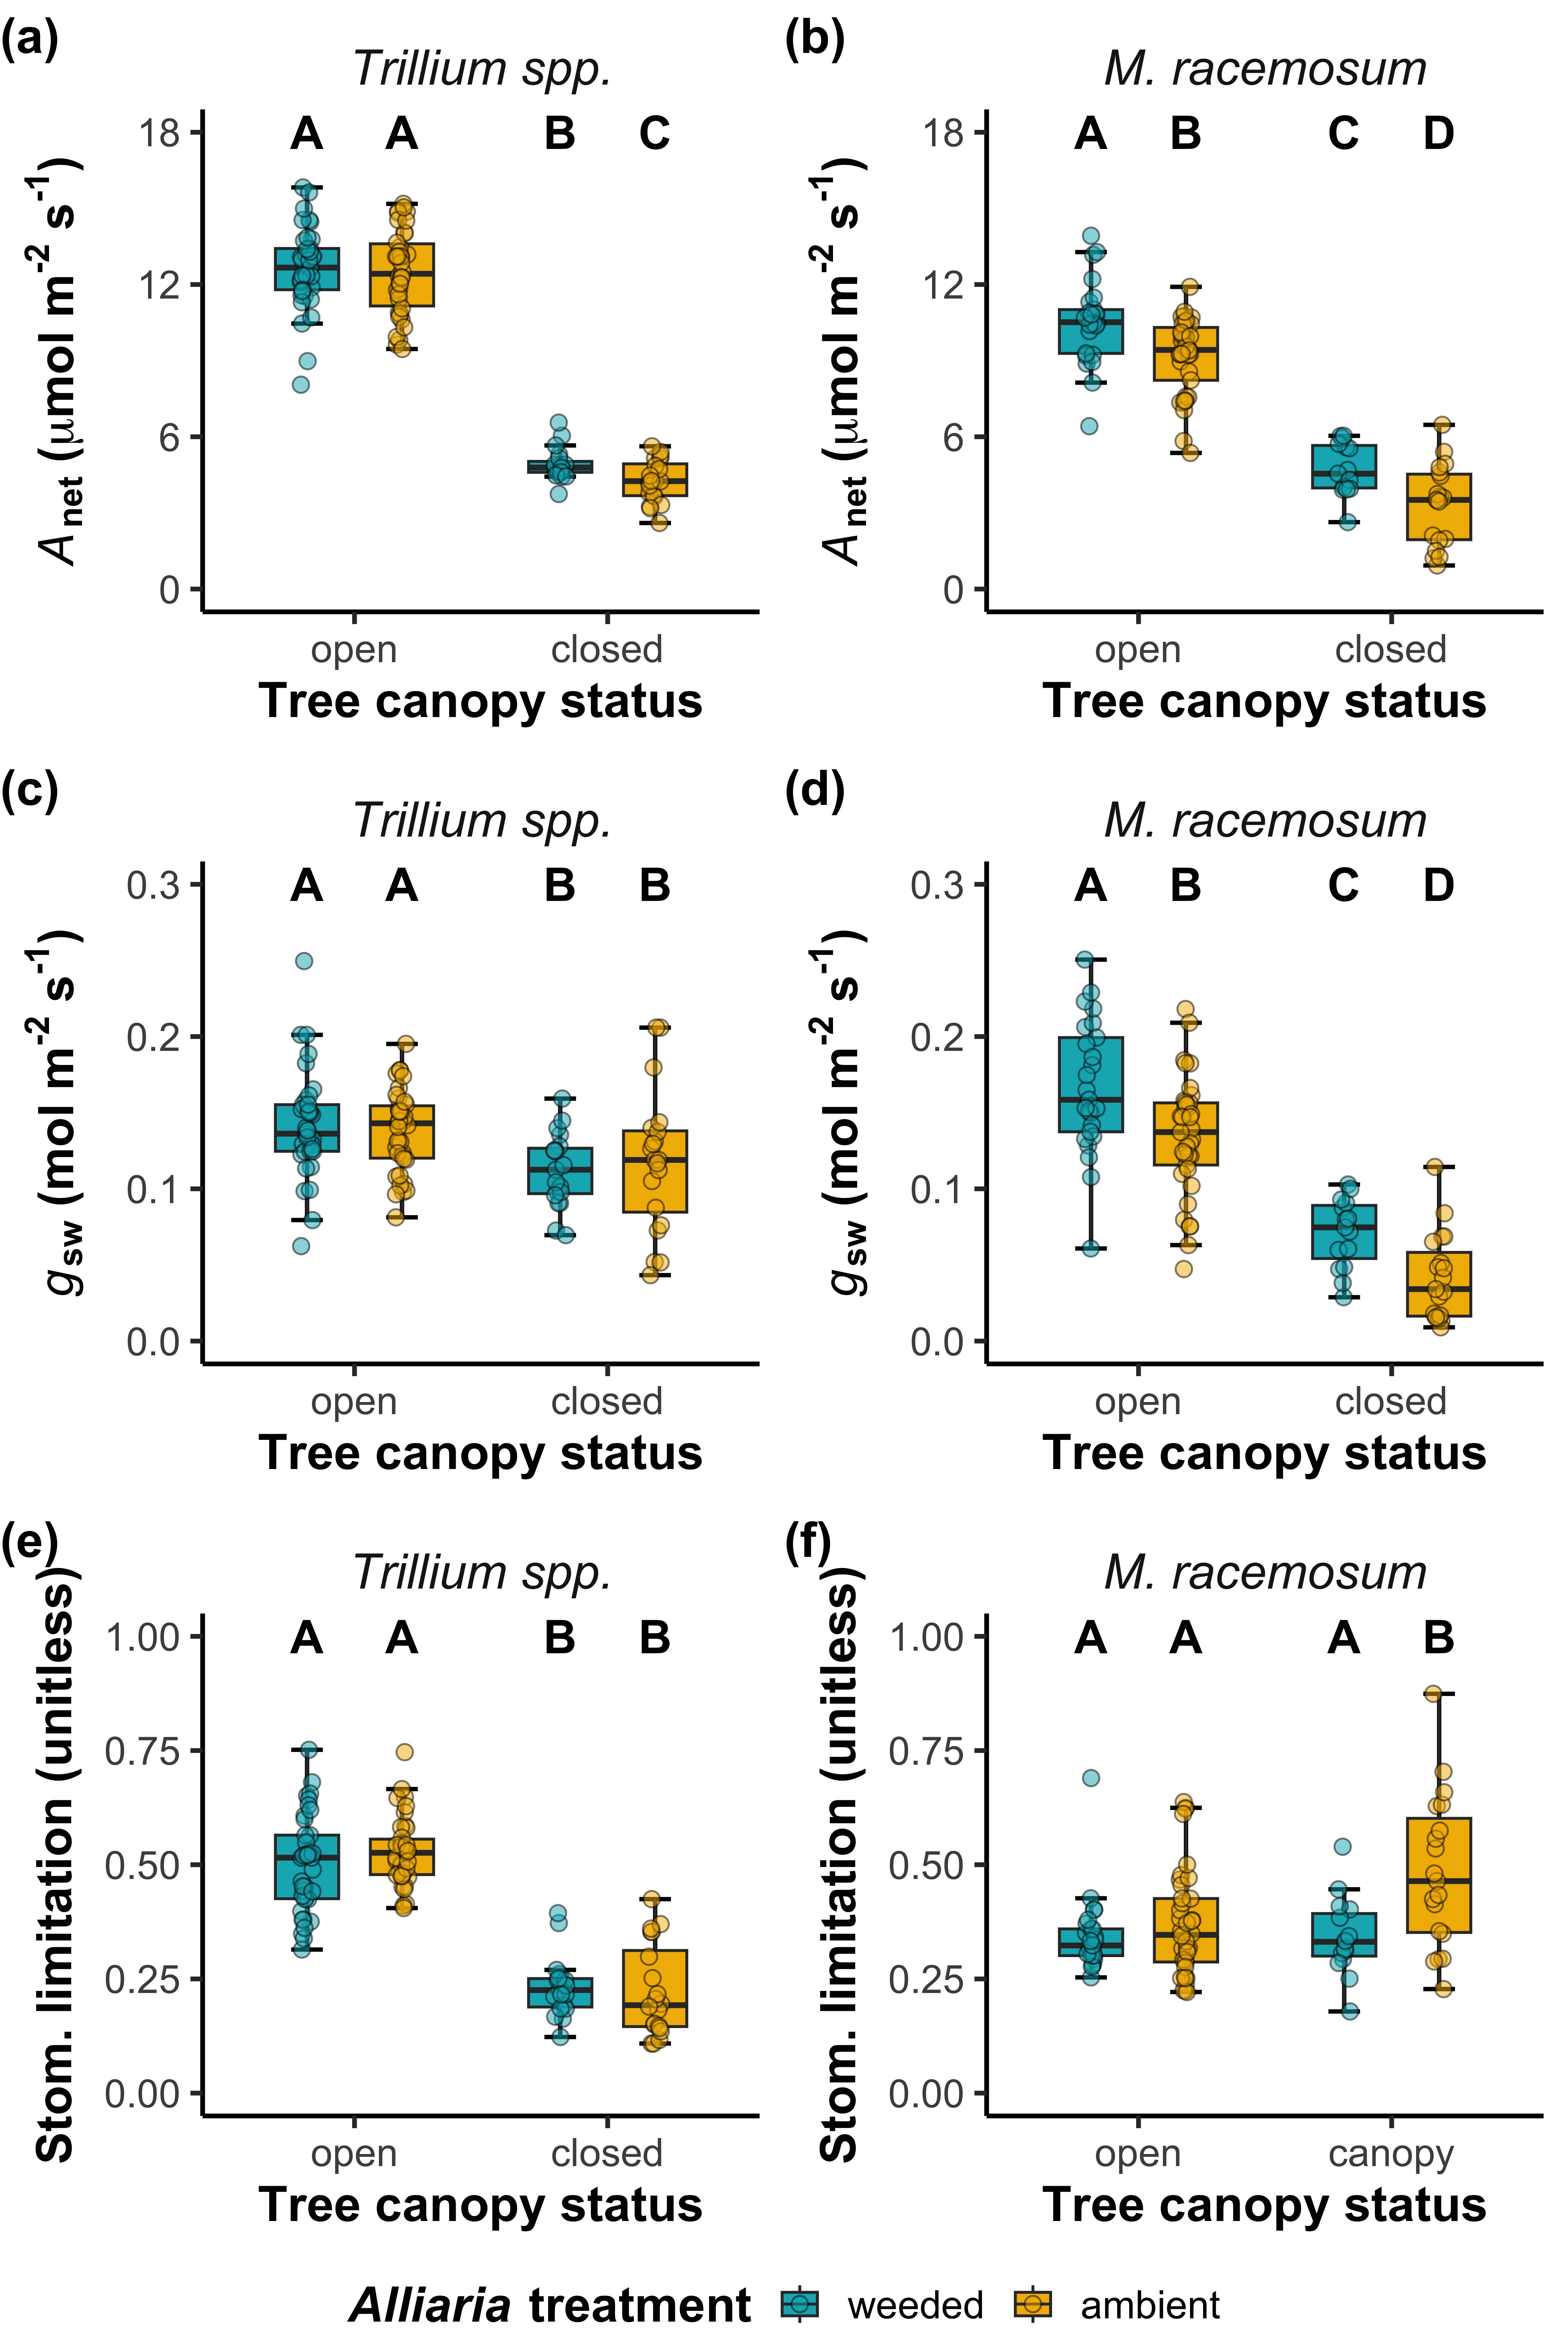 (a)
Trillium spp.
A A B C
Anet (μmol m-2 s-1)
18
12
6
0
open closed
Tree canopy status
(b)
M. racemosum
A B C D
Anet (μmol m-2 s-1)
18
12
6
0
open closed
Tree canopy status
(c)
Trillium spp.
A A B B
gsw (mol m-2 s-1)
0.3
0.2
0.1
0.0
open closed
Tree canopy status
(d)
M. racemosum
A B C D
gsw (mol m-2 s-1)
0.3
0.2
0.1
0.0
open closed
Tree canopy status
(e)
Trillium spp.
A A B B
Stom. limitation (unitless)
1.00
0.75
0.50
0.25
0.00
open closed
Tree canopy status
(f)
M. racemosum
A A A B
Stom. limitation (unitless)
1.00
0.75
0.50
0.25
0.00
open canopy
Tree canopy status
Alliaria treatment weeded ambient